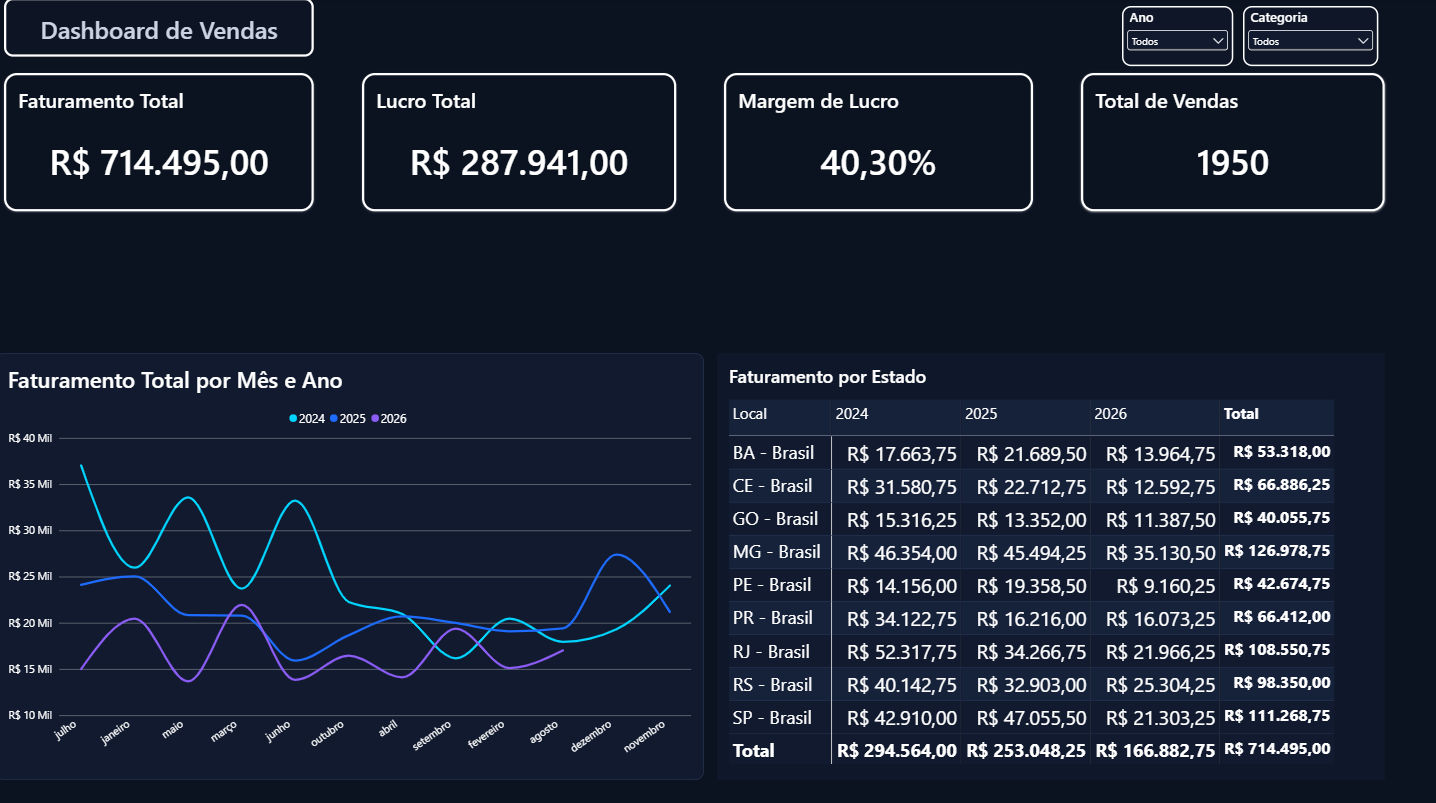 Dashboard de Vendas
Ano
Todos
Categoria
Todos
Faturamento Total
R$ 714.495,00
Lucro Total
R$ 287.941,00
Margem de Lucro
40,30%
Total de Vendas
1950
Faturamento Total por Mês e Ano
2024 2025 2026
R$ 40 Mil
R$ 35 Mil
R$ 30 Mil
R$ 25 Mil
R$ 20 Mil
R$ 15 Mil
R$ 10 Mil
julho janeiro maio março junho outubro abril setembro fevereiro agosto dezembro novembro
Faturamento por Estado
Local 2024 2025 2026 Total
BA - Brasil R$ 17.663,75 R$ 21.689,50 R$ 13.964,75 R$ 53.318,00
CE - Brasil R$ 31.580,75 R$ 22.712,75 R$ 12.592,75 R$ 66.886,25
GO - Brasil R$ 15.316,25 R$ 13.352,00 R$ 11.387,50 R$ 40.055,75
MG - Brasil R$ 46.354,00 R$ 45.494,25 R$ 35.130,50 R$ 126.978,75
PE - Brasil R$ 14.156,00 R$ 19.358,50 R$ 9.160,25 R$ 42.674,75
PR - Brasil R$ 34.122,75 R$ 16.216,00 R$ 16.073,25 R$ 66.412,00
RJ - Brasil R$ 52.317,75 R$ 34.266,75 R$ 21.966,25 R$ 108.550,75
RS - Brasil R$ 40.142,75 R$ 32.903,00 R$ 25.304,25 R$ 98.350,00
SP - Brasil R$ 42.910,00 R$ 47.055,50 R$ 21.303,25 R$ 111.268,75
Total R$ 294.564,00 R$ 253.048,25 R$ 166.882,75 R$ 714.495,00